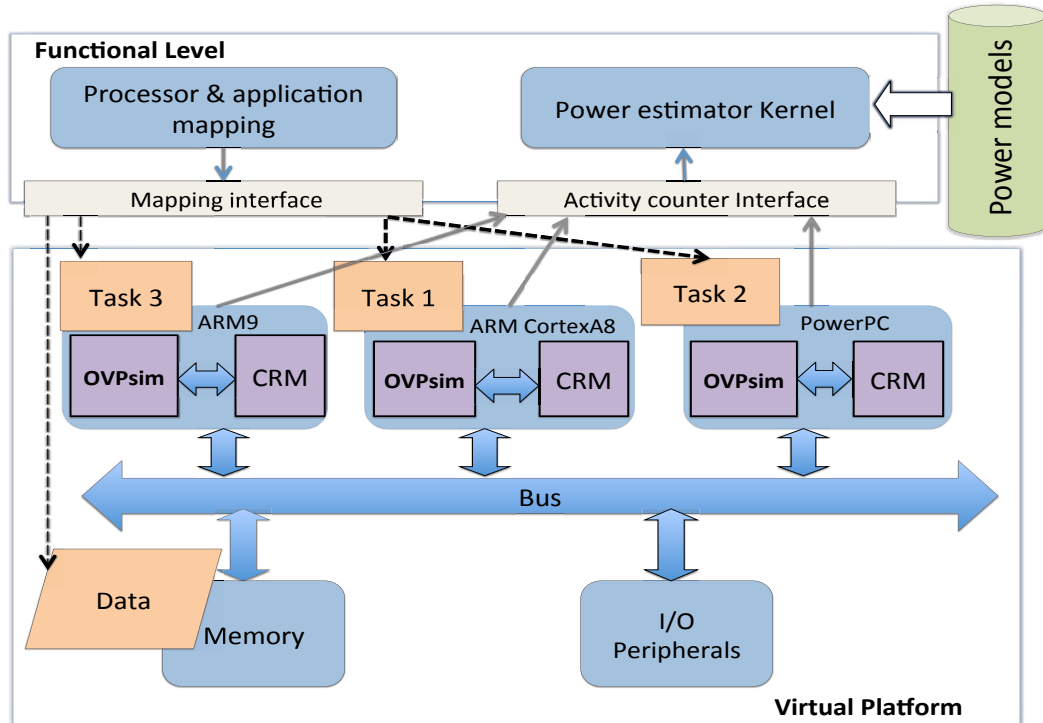 Functional Level
Processor & application
mapping
Power estimator Kernel
Power models
Mapping interface
Activity counter Interface
Task 3
Task 1
Task 2
ARM9
ARM CortexA8
PowerPC
OVPsim
CRM
OVPsim
CRM
OVPsim
CRM
Bus
Data
Memory
I/O
Peripherals
Virtual Platform